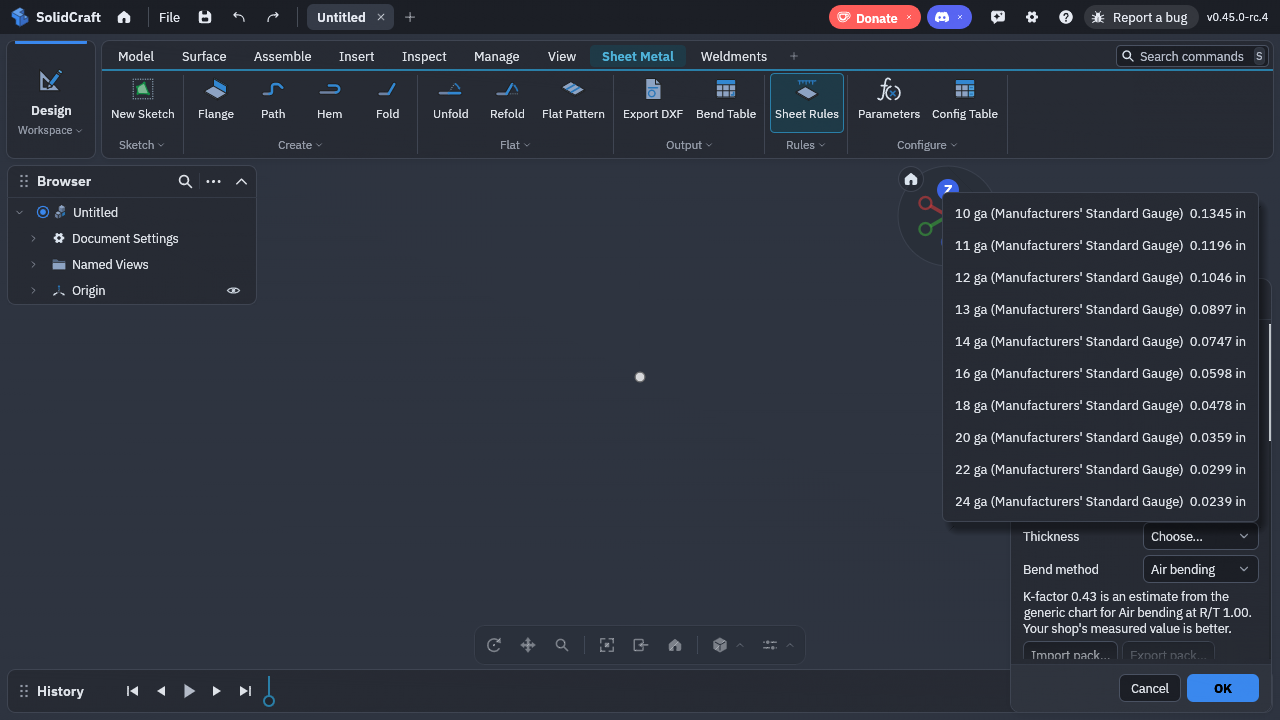 SolidCraft
File
Untitled
Donate
Report a bug
v0.45.0-rc.4
Design
Workspace
Model
Surface
Assemble
Insert
Inspect
Manage
View
Sheet Metal
Weldments
Search commands
S
New Sketch
Flange
Path
Hem
Fold
Unfold
Refold
Flat Pattern
Export DXF
Bend Table
Sheet Rules
Parameters
Config Table
Sketch
Create
Flat
Output
Rules
Configure
Browser
Untitled
Document Settings
Named Views
Origin
Z
10 ga (Manufacturers' Standard Gauge) 0.1345 in
11 ga (Manufacturers' Standard Gauge) 0.1196 in
12 ga (Manufacturers' Standard Gauge) 0.1046 in
13 ga (Manufacturers' Standard Gauge) 0.0897 in
14 ga (Manufacturers' Standard Gauge) 0.0747 in
16 ga (Manufacturers' Standard Gauge) 0.0598 in
18 ga (Manufacturers' Standard Gauge) 0.0478 in
20 ga (Manufacturers' Standard Gauge) 0.0359 in
22 ga (Manufacturers' Standard Gauge) 0.0299 in
24 ga (Manufacturers' Standard Gauge) 0.0239 in
Thickness
Choose...
Bend method
Air bending
K-factor 0.43 is an estimate from the
generic chart for Air bending at R/T 1.00.
Your shop's measured value is better.
Import pack...
Export pack...
Cancel
OK
History